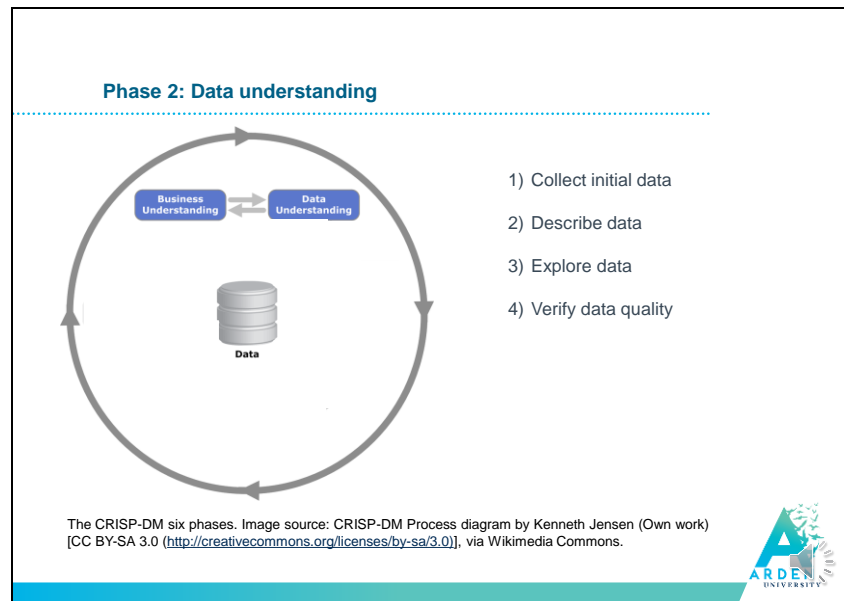 Phase 2: Data understanding
Business
Understanding
Data
Understanding
Data
1) Collect initial data
2) Describe data
3) Explore data
4) Verify data quality
The CRISP-DM six phases. Image source: CRISP-DM Process diagram by Kenneth Jensen (Own work)
[CC BY-SA 3.0 (http://creativecommons.org/licenses/by-sa/3.0)], via Wikimedia Commons.
UNIVERSITY